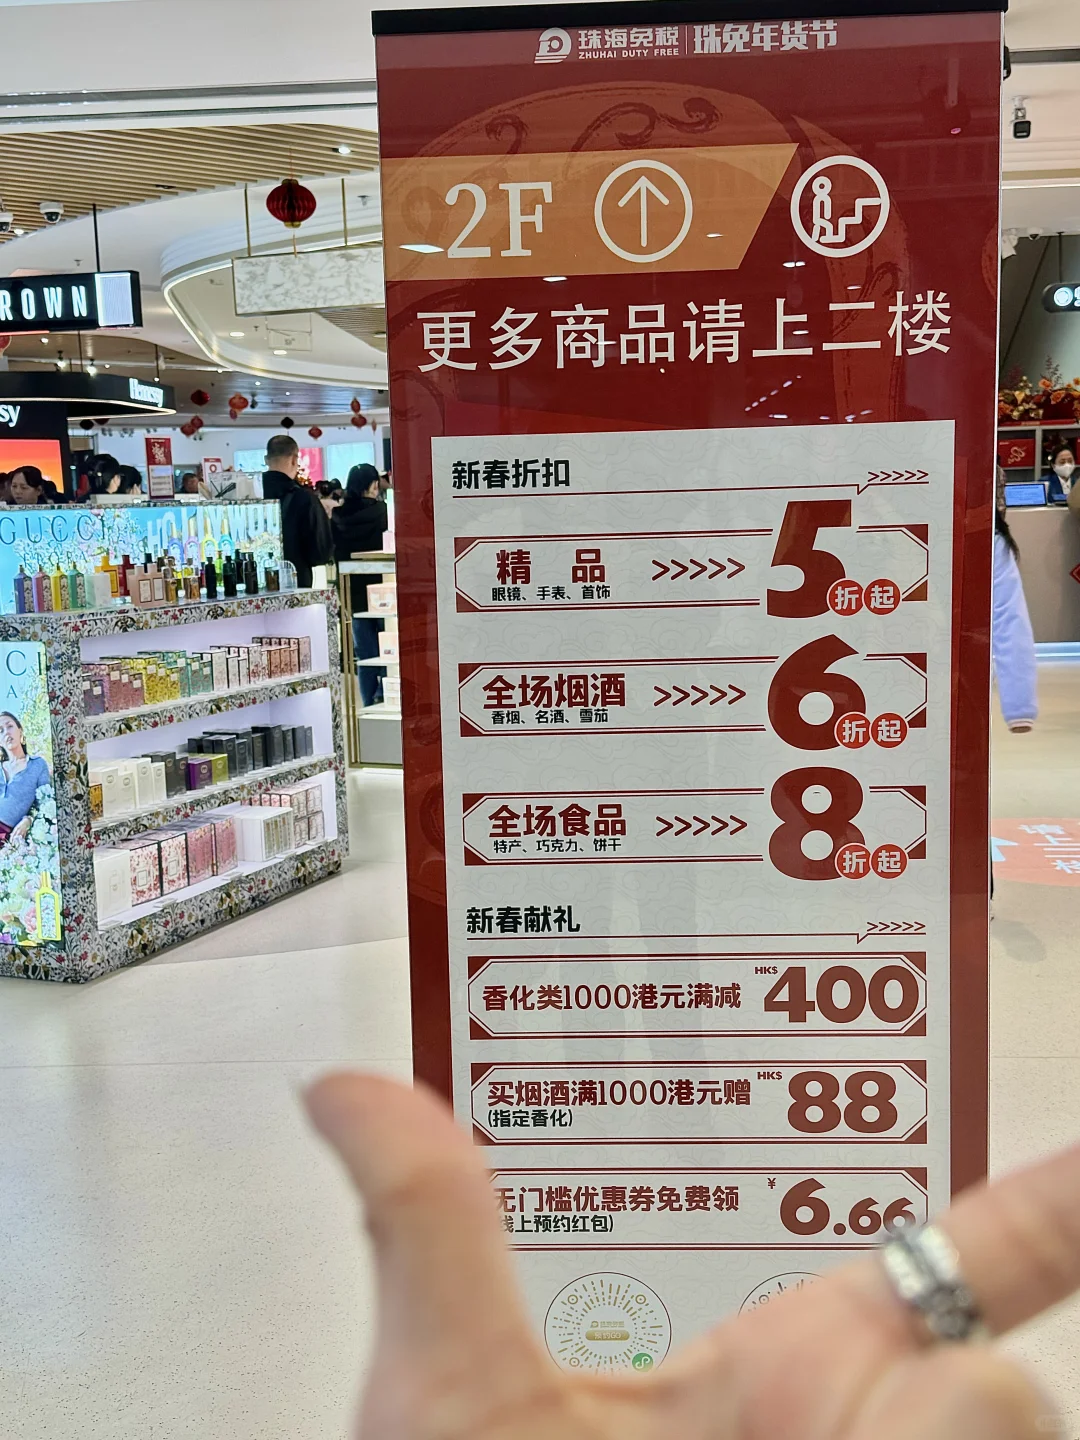 珠海免税 | 珠免年货节
ZHUHAI DUTY FREE
2F
更多商品请上二楼
新春折扣
>>>>>
精品 >>>>> 5折起
眼镜、手表、首饰
全场烟酒 >>>>> 6折起
香烟、名酒、雪茄
全场食品 >>>>> 8折起
特产、巧克力、饼干
新春献礼
>>>>>
香化类1000港元满减 HK$400
买烟酒满1000港元赠 HK$88
(指定香化)
无门槛优惠券免费领 ¥6.66
线上预约红包)
ROWN
Hennessy
sy
GUCCI